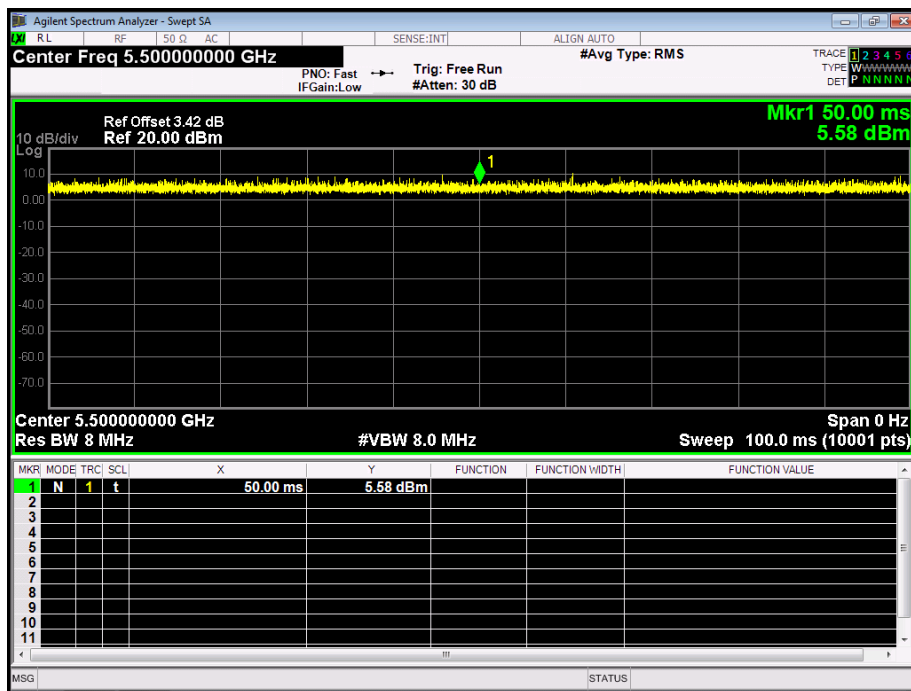 Agilent Spectrum Analyzer - Swept SA
LXI RL RF 50 Ω AC SENSE:INT ALIGN AUTO
Center Freq 5.500000000 GHz #Avg Type: RMS TRACE 1 2 3 4 5 6
PNO: Fast Trig: Free Run TYPE WWWWWW
IFGain:Low #Atten: 30 dB DET P N N N N N
Mkr1 50.00 ms
Ref Offset 3.42 dB
10 dB/div Ref 20.00 dBm 5.58 dBm
Log
1
10.0
0.00
-10.0
-20.0
-30.0
-40.0
-50.0
-60.0
-70.0
Center 5.500000000 GHz Span 0 Hz
Res BW 8 MHz #VBW 8.0 MHz Sweep 100.0 ms (10001 pts)
MKR MODE TRC SCL X Y FUNCTION FUNCTION WIDTH FUNCTION VALUE
1 N 1 t 50.00 ms 5.58 dBm
2
3
4
5
6
7
8
9
10
11
MSG STATUS